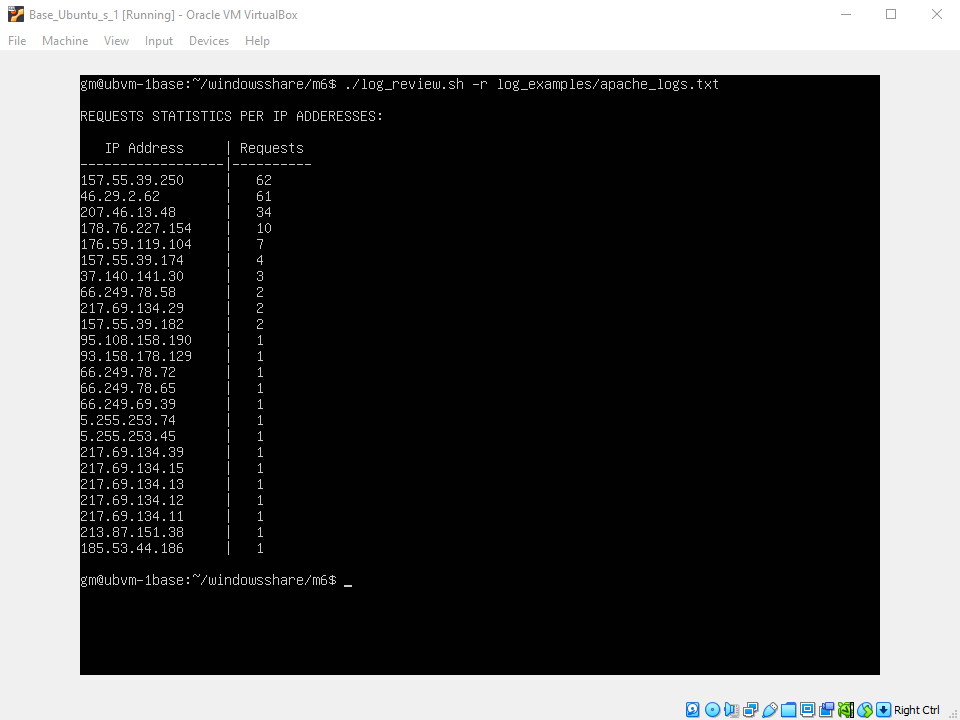 Base_Ubuntu_s_1 [Running] - Oracle VM VirtualBox
File Machine View Input Devices Help
gm@ubvm-1base:~/windowsshare/m6$ ./log_review.sh -r log_examples/apache_logs.txt
REQUESTS STATISTICS PER IP ADDERESSES:
IP Address | Requests
------------------|----------
157.55.39.250 | 62
46.29.2.62 | 61
207.46.13.48 | 34
178.76.227.154 | 10
176.59.119.104 | 7
157.55.39.174 | 4
37.140.141.30 | 3
66.249.78.58 | 2
217.69.134.29 | 2
157.55.39.182 | 2
95.108.158.190 | 1
93.158.178.129 | 1
66.249.78.72 | 1
66.249.78.65 | 1
66.249.69.39 | 1
5.255.253.74 | 1
5.255.253.45 | 1
217.69.134.39 | 1
217.69.134.15 | 1
217.69.134.13 | 1
217.69.134.12 | 1
217.69.134.11 | 1
213.87.151.38 | 1
185.53.44.186 | 1
gm@ubvm-1base:~/windowsshare/m6$ _
Right Ctrl